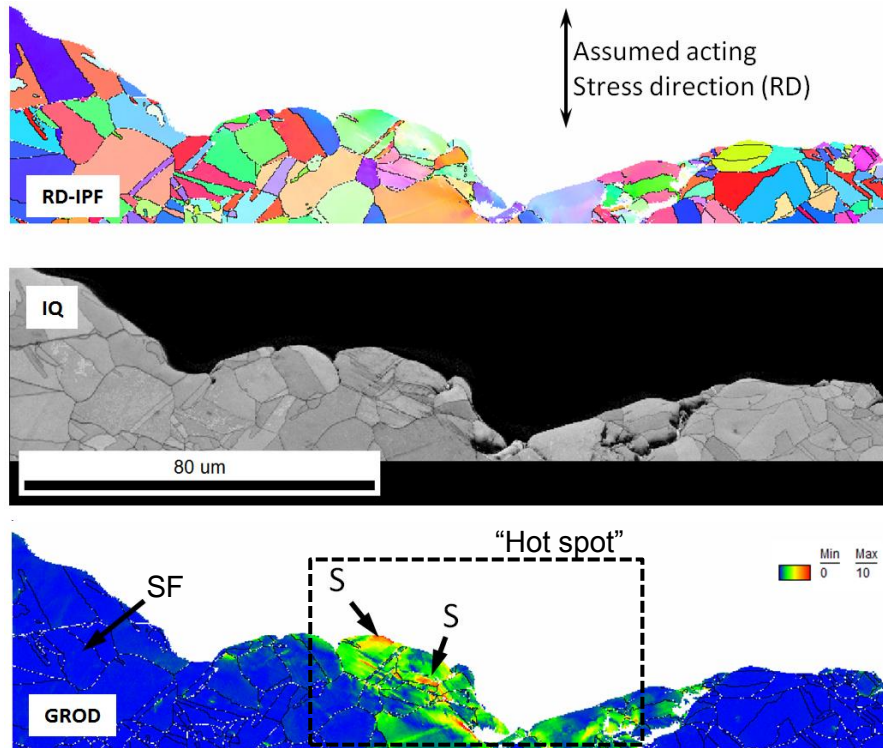 Assumed acting
Stress direction (RD)
RD-IPF
IQ
80 um
"Hot spot"
Min Max
0 10
S
SF
S
GROD